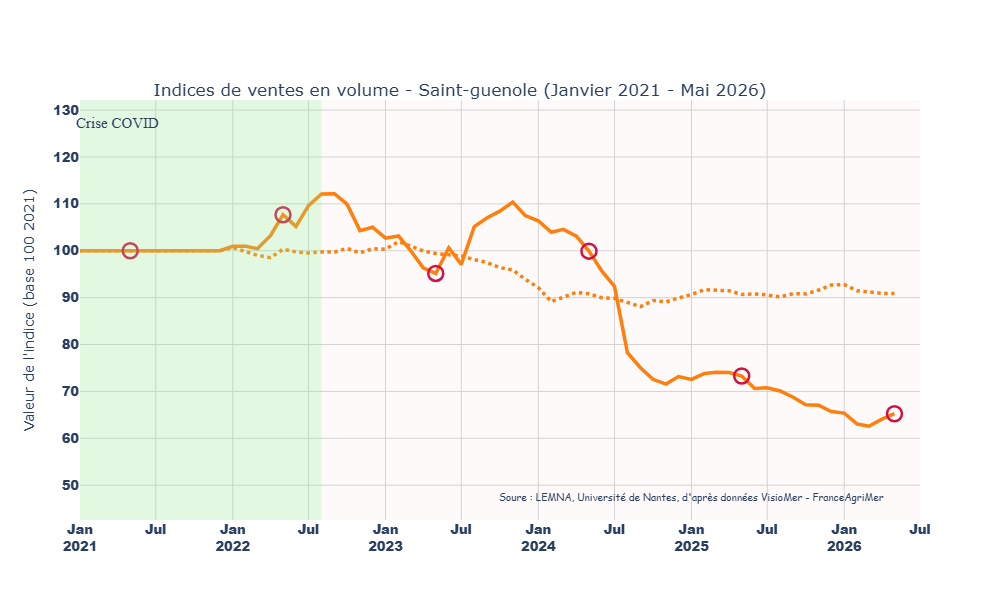 Indices de ventes en volume - Saint-guenole (Janvier 2021 - Mai 2026)
Crise COVID
Valeur de l'indice (base 100 2021)
130
120
110
100
90
80
70
60
50
Soure : LEMNA, Université de Nantes, d'après données VisioMer - FranceAgriMer
Jan Jul Jan Jul Jan Jul Jan Jul Jan Jul Jan Jul
2021 2022 2023 2024 2025 2026